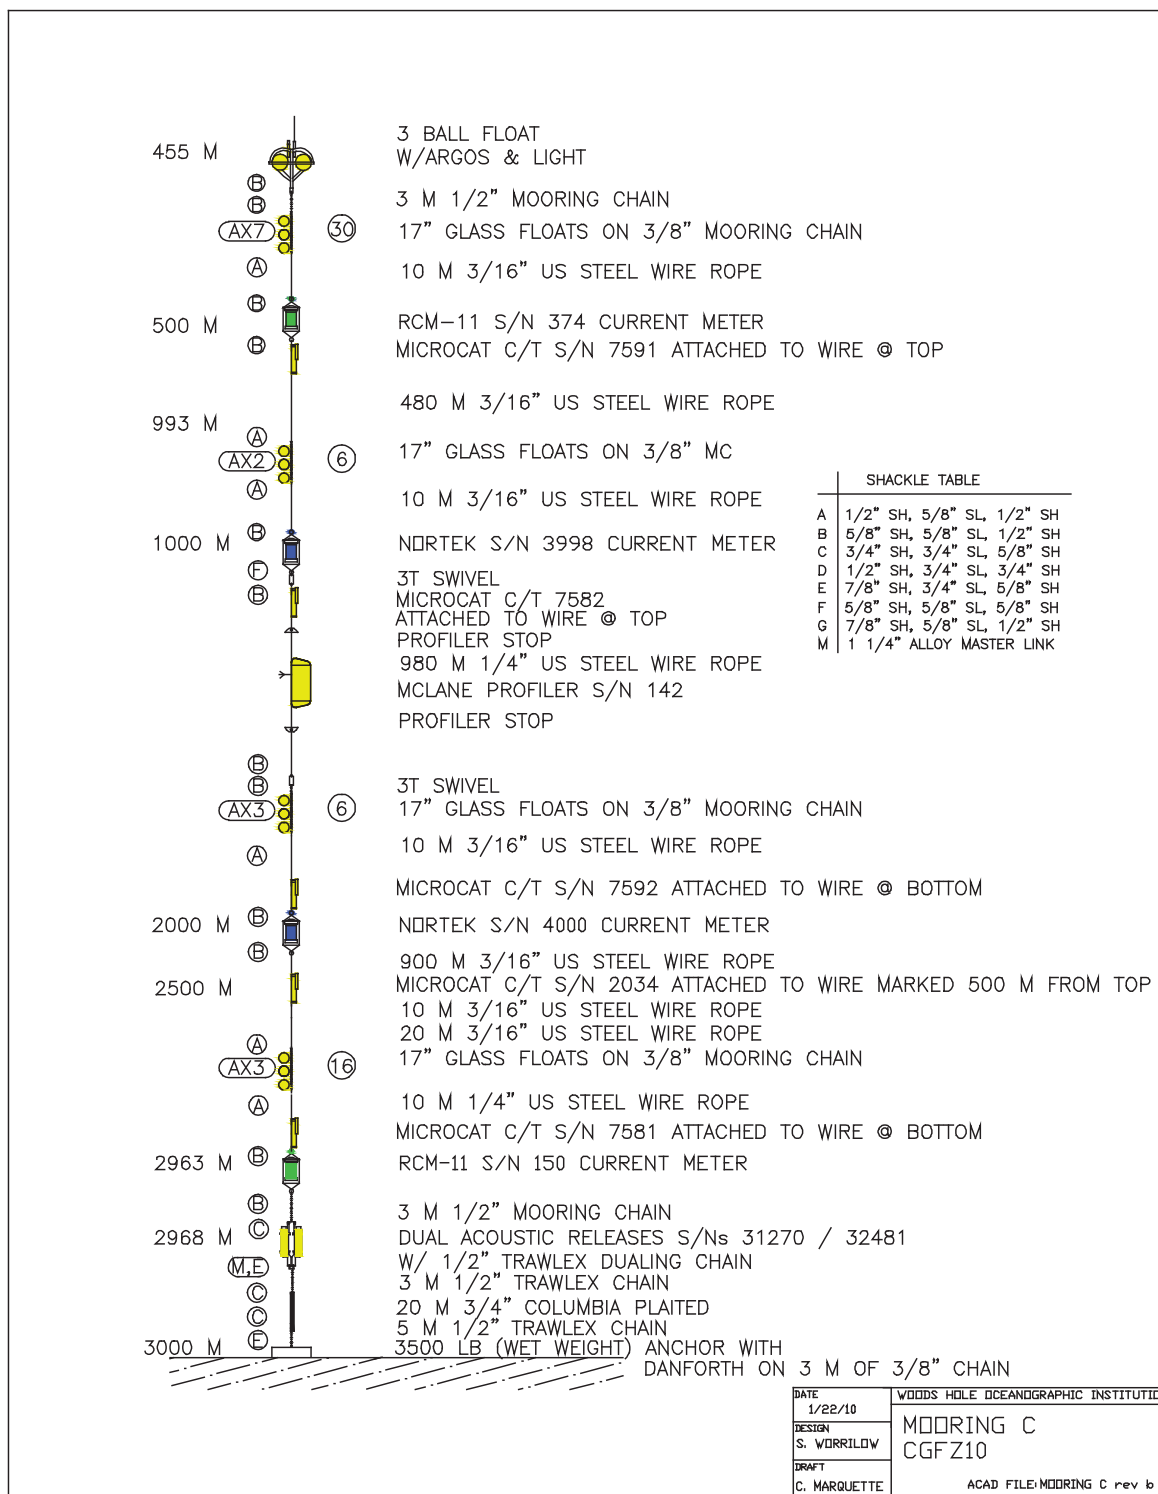 3 BALL FLOAT
455 M
W/ARGOS & LIGHT
B
3 M 1/2” MOORING CHAIN
B
AX7
30
17” GLASS FLOATS ON 3/8” MOORING CHAIN
A
10 M 3/16” US STEEL WIRE ROPE
B
500 M
RCM-11 S/N 374 CURRENT METER
B
MICROCAT C/T S/N 7591 ATTACHED TO WIRE @ TOP
480 M 3/16” US STEEL WIRE ROPE
993 M
A
17” GLASS FLOATS ON 3/8” MC
AX2
6
A
10 M 3/16” US STEEL WIRE ROPE
B
1000 M
NORTEK S/N 3998 CURRENT METER
F
3T SWIVEL
B
MICROCAT C/T 7582
ATTACHED TO WIRE @ TOP
PROFILER STOP
980 M 1/4” US STEEL WIRE ROPE
MCLANE PROFILER S/N 142
PROFILER STOP
B
B
3T SWIVEL
AX3
6
17” GLASS FLOATS ON 3/8” MOORING CHAIN
A
10 M 3/16” US STEEL WIRE ROPE
MICROCAT C/T S/N 7592 ATTACHED TO WIRE @ BOTTOM
B
2000 M
NORTEK S/N 4000 CURRENT METER
B
900 M 3/16” US STEEL WIRE ROPE
2500 M
MICROCAT C/T S/N 2034 ATTACHED TO WIRE MARKED 500 M FROM TOP
10 M 3/16” US STEEL WIRE ROPE
20 M 3/16” US STEEL WIRE ROPE
A
AX3
16
17” GLASS FLOATS ON 3/8” MOORING CHAIN
A
10 M 1/4” US STEEL WIRE ROPE
MICROCAT C/T S/N 7581 ATTACHED TO WIRE @ BOTTOM
B
2963 M
RCM-11 S/N 150 CURRENT METER
B
3 M 1/2” MOORING CHAIN
C
2968 M
DUAL ACOUSTIC RELEASES S/Ns 31270 / 32481
M,E
W/ 1/2” TRAWLEX DUALING CHAIN
3 M 1/2” TRAWLEX CHAIN
C
20 M 3/4” COLUMBIA PLAITED
C
5 M 1/2” TRAWLEX CHAIN
E
3000 M
3500 LB (WET WEIGHT) ANCHOR WITH
DANFORTH ON 3 M OF 3/8” CHAIN
SHACKLE TABLE
A 1/2” SH, 5/8” SL, 1/2” SH
B 5/8” SH, 5/8” SL, 1/2” SH
C 3/4” SH, 3/4” SL, 5/8” SH
D 1/2” SH, 3/4” SL, 3/4” SH
E 7/8” SH, 3/4” SL, 5/8” SH
F 5/8” SH, 5/8” SL, 5/8” SH
G 7/8” SH, 5/8” SL, 1/2” SH
M 1 1/4” ALLOY MASTER LINK
DATE
1/22/10
DESIGN
S. WORRILOW
DRAFT
C. MARQUETTE
WOODS HOLE OCEANOGRAPHIC INSTITUTIO
MOORING C
CGFZ10
ACAD FILE:MOORING C rev b